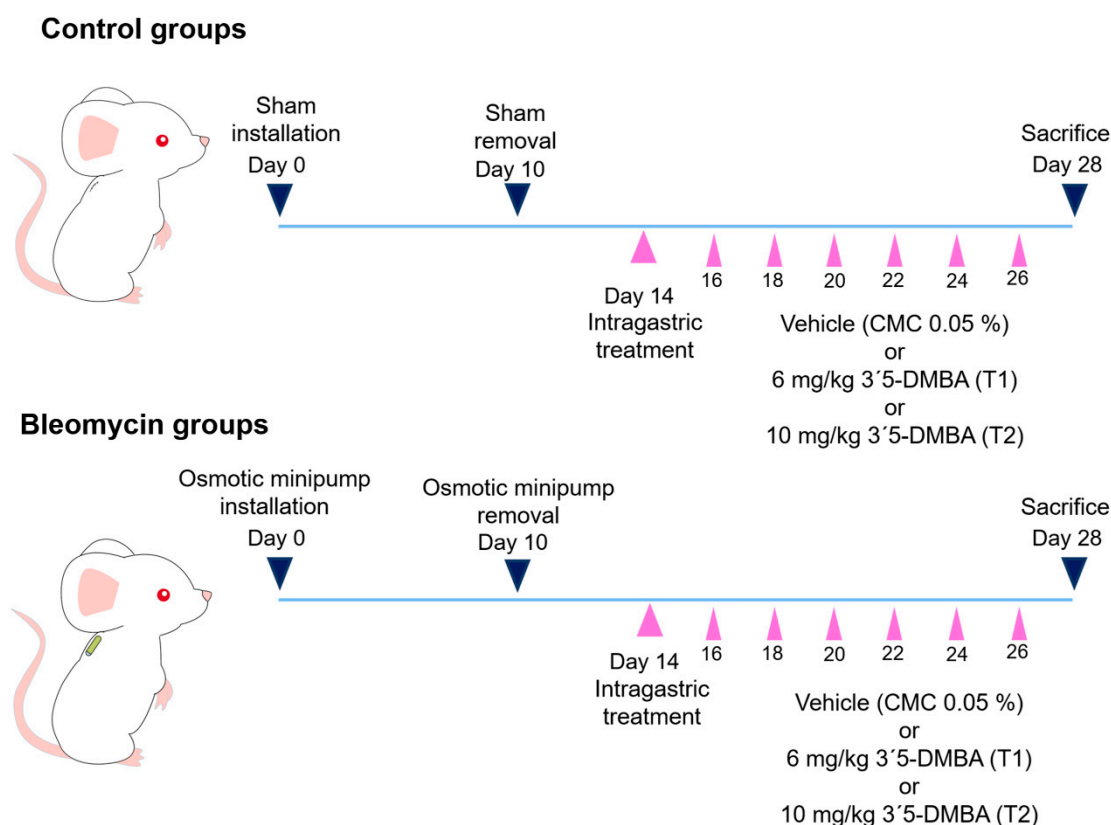 Control groups
Sham
installation
Day 0
Sham
removal
Day 10
Sacrifice
Day 28
Day 14
Intragastric
treatment
16
18
20
22
24
26
Vehicle (CMC 0.05 %)
or
6 mg/kg 3´5-DMBA (T1)
or
10 mg/kg 3´5-DMBA (T2)
Bleomycin groups
Osmotic minipump
installation
Day 0
Osmotic minipump
removal
Day 10
Sacrifice
Day 28
Day 14
Intragastric
treatment
16
18
20
22
24
26
Vehicle (CMC 0.05 %)
or
6 mg/kg 3´5-DMBA (T1)
or
10 mg/kg 3´5-DMBA (T2)